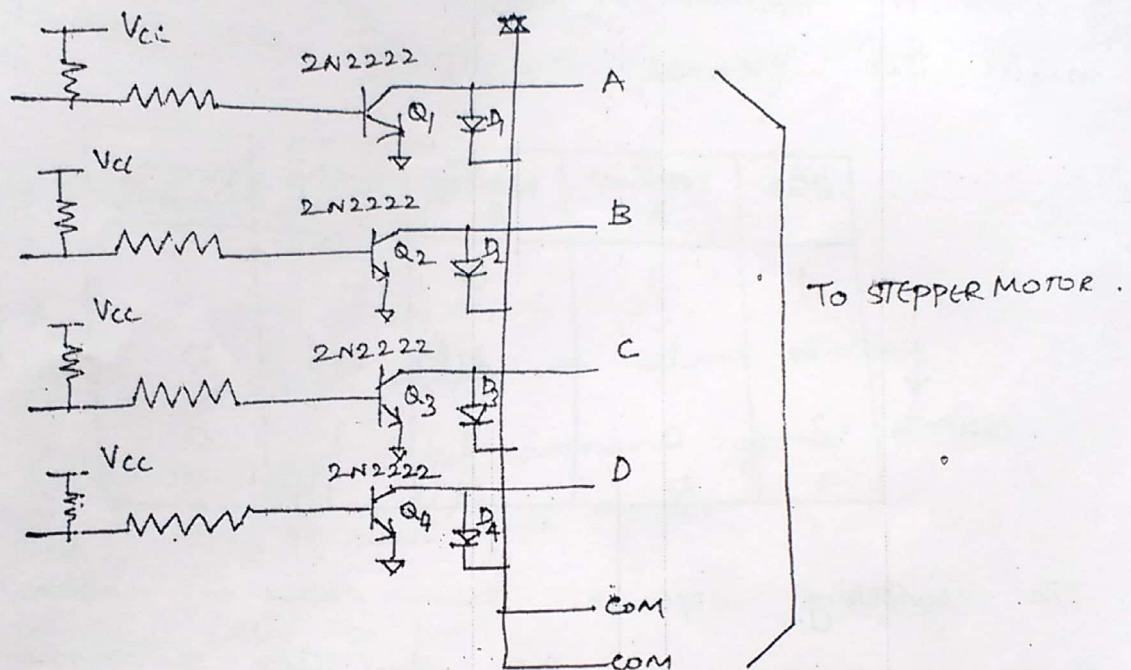 Vcc
2N2222
A
Q1
D1
Vcc
2N2222
B
Q2
D2
TO STEPPER MOTOR.
Vcc
2N2222
C
Q3
D3
Vcc
2N2222
D
Q4
D4
COM
COM